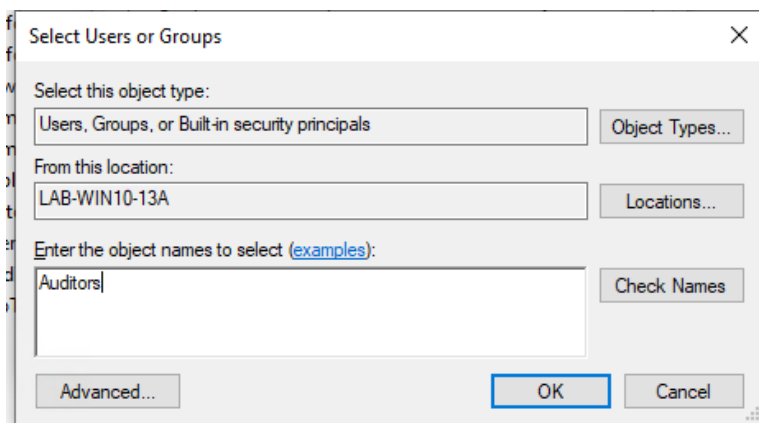 Select Users or Groups
Select this object type:
Users, Groups, or Built-in security principals
Object Types...
From this location:
LAB-WIN10-13A
Locations...
Enter the object names to select (examples):
Auditors
Check Names
Advanced...
OK
Cancel